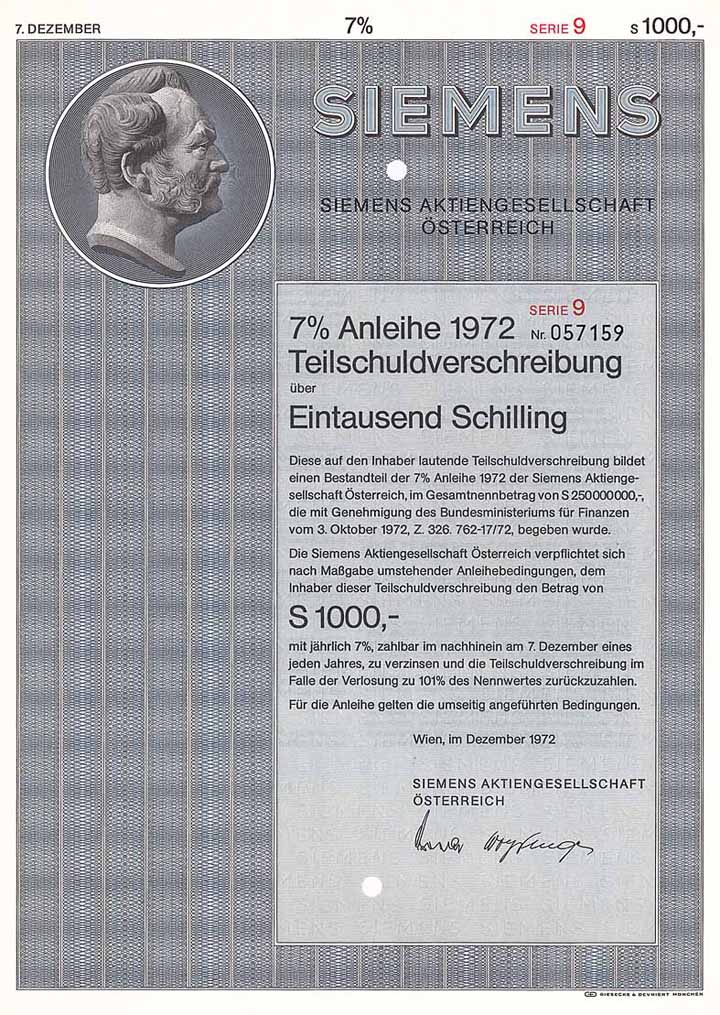 7. DEZEMBER 7% SERIE 9 S 1000,-
SIEMENS
SIEMENS AKTIENGESELLSCHAFT
ÖSTERREICH
SERIE 9
7% Anleihe 1972 Nr. 057159
Teilschuldverschreibung
über
Eintausend Schilling
Diese auf den Inhaber lautende Teilschuldverschreibung bildet
einen Bestandteil der 7% Anleihe 1972 der Siemens Aktienge-
sellschaft Österreich, im Gesamtnennbetrag von S 250 000 000,-,
die mit Genehmigung des Bundesministeriums für Finanzen
vom 3. Oktober 1972, Z. 326. 762-17/72, begeben wurde.
Die Siemens Aktiengesellschaft Österreich verpflichtet sich
nach Maßgabe umstehender Anleihebedingungen, dem
Inhaber dieser Teilschuldverschreibung den Betrag von
S 1000,-
mit jährlich 7%, zahlbar im nachhinein am 7. Dezember eines
jeden Jahres, zu verzinsen und die Teilschuldverschreibung im
Falle der Verlosung zu 101% des Nennwertes zurückzuzahlen.
Für die Anleihe gelten die umseitig angeführten Bedingungen.
Wien, im Dezember 1972
SIEMENS AKTIENGESELLSCHAFT
ÖSTERREICH
GIESECKE & DEVRIENT MÜNCHEN